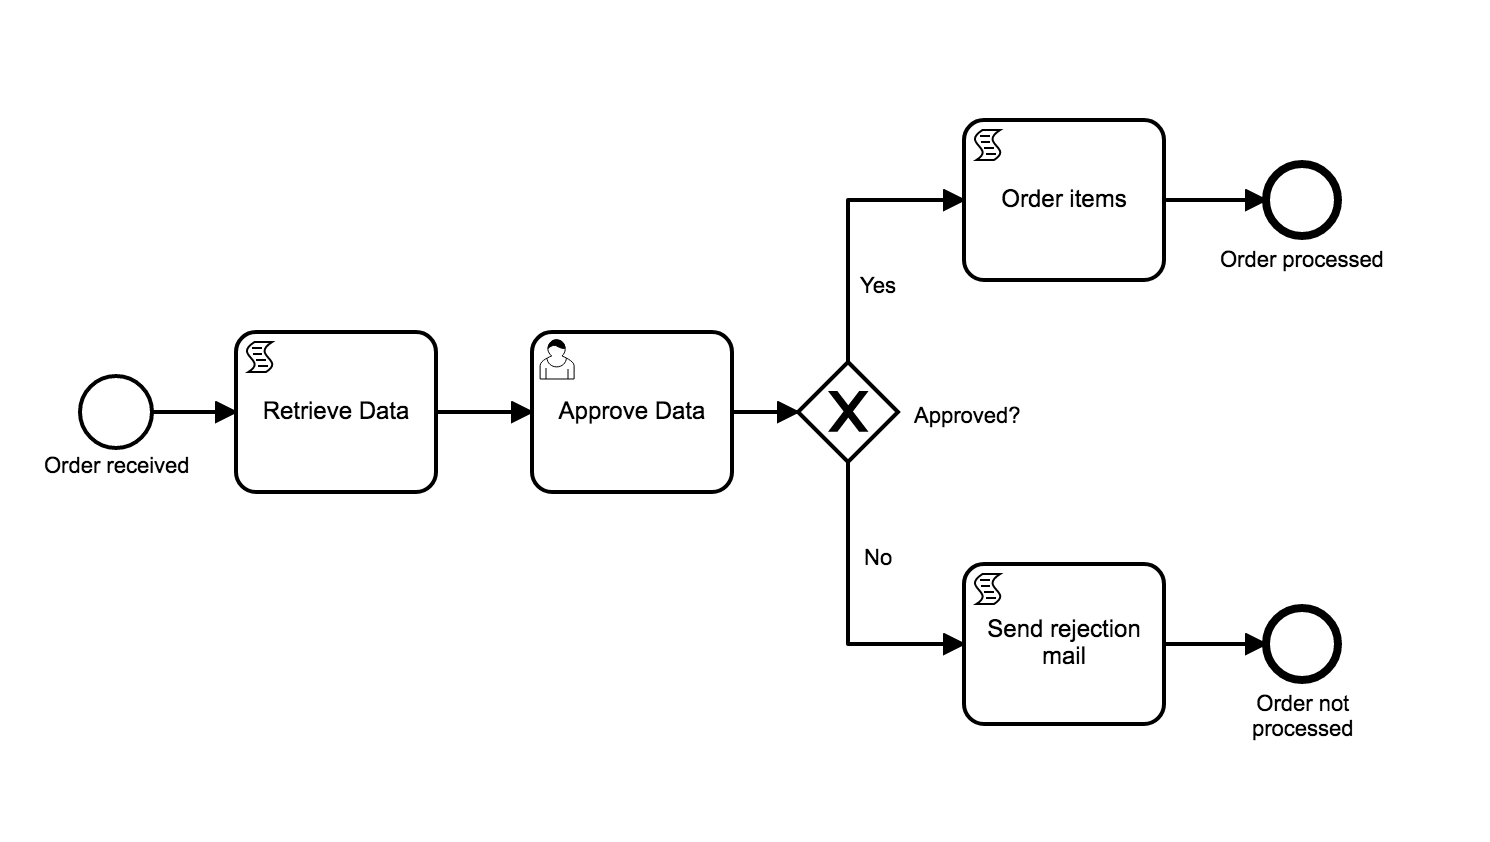 Order received
Retrieve Data
Approve Data
X
Approved?
Yes
Order items
Order processed
No
Send rejection
mail
Order not
processed